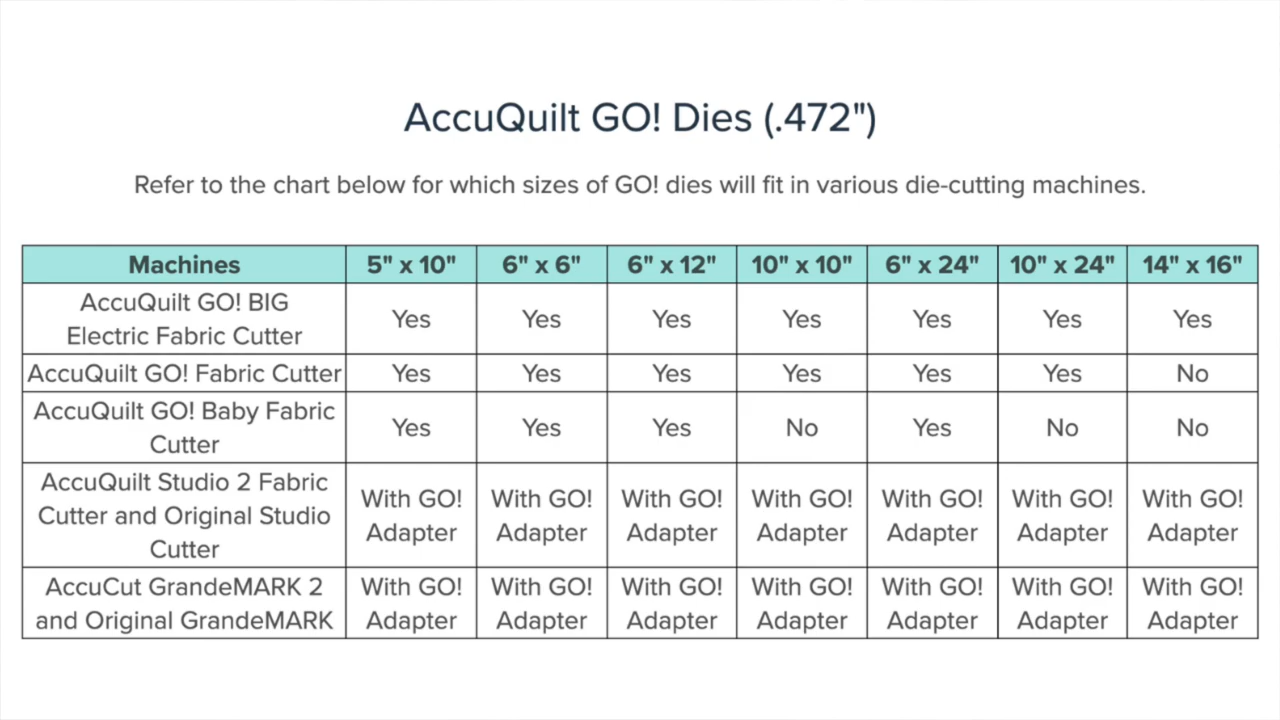 AccuQuilt GO! Dies (.472")
Refer to the chart below for which sizes of GO! dies will fit in various die-cutting machines.
Machines 5" x 10" 6" x 6" 6" x 12" 10" x 10" 6" x 24" 10" x 24" 14" x 16"
AccuQuilt GO! BIG
Electric Fabric Cutter
Yes Yes Yes Yes Yes Yes Yes
AccuQuilt GO! Fabric Cutter Yes Yes Yes Yes Yes Yes No
AccuQuilt GO! Baby Fabric
Cutter
Yes Yes Yes No Yes No No
AccuQuilt Studio 2 Fabric
Cutter and Original Studio
Cutter
With GO! With GO! With GO! With GO! With GO! With GO! With GO!
Adapter Adapter Adapter Adapter Adapter Adapter Adapter
AccuCut GrandeMARK 2
and Original GrandeMARK
With GO! With GO! With GO! With GO! With GO! With GO! With GO!
Adapter Adapter Adapter Adapter Adapter Adapter Adapter